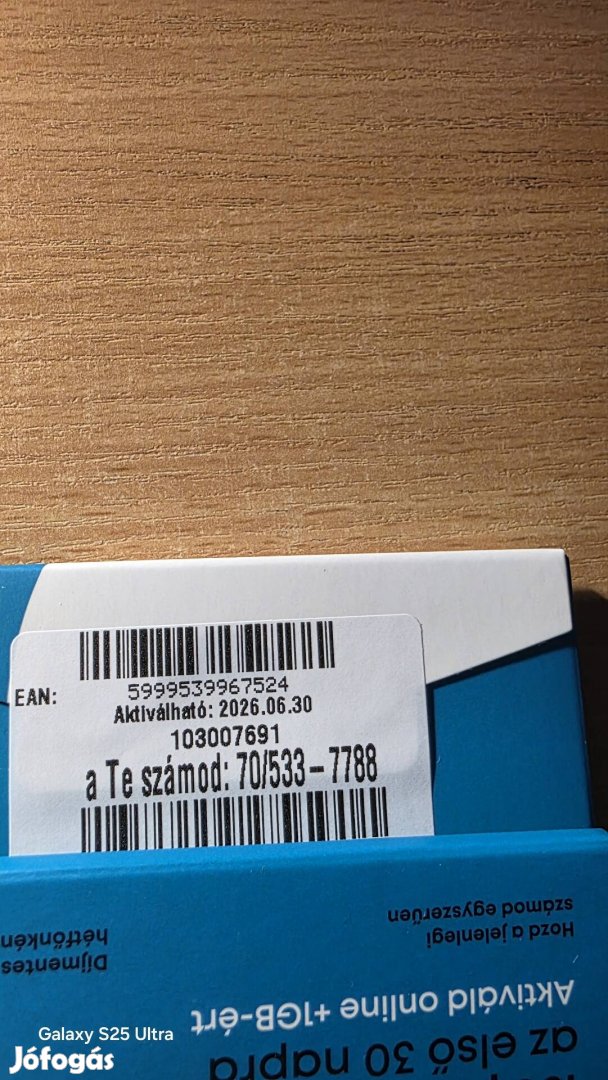 5999539967524
EAN:
Aktiválható: 2026.06.30
103007691
a Te számod: 70/533-7788
Hozd a jelenlegi
számod egyszerűen
Díjmentes
Aktiváld online +1GB-ért
az első 30 napra
Galaxy S25 Ultra
Jófogás